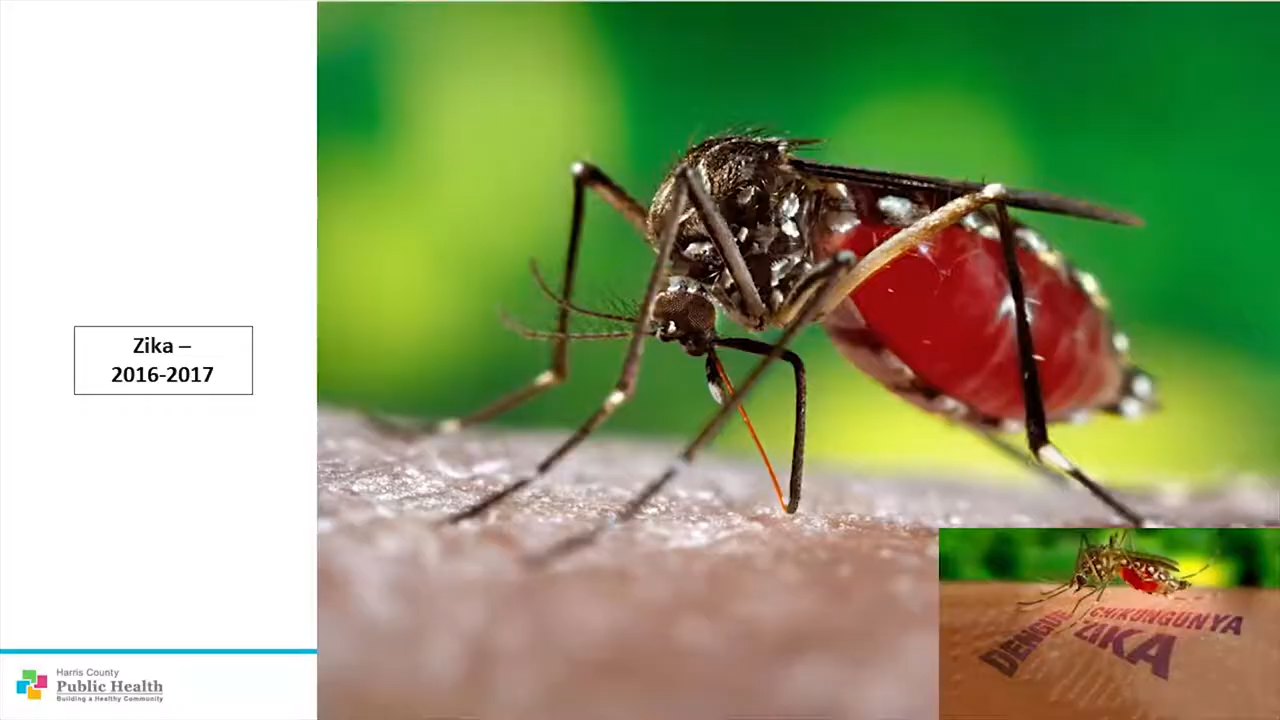 Zika –
2016-2017
Harris County
Public Health
Building a Healthy Community
DENGUE
CHIKUNGUNYA
ZIKA